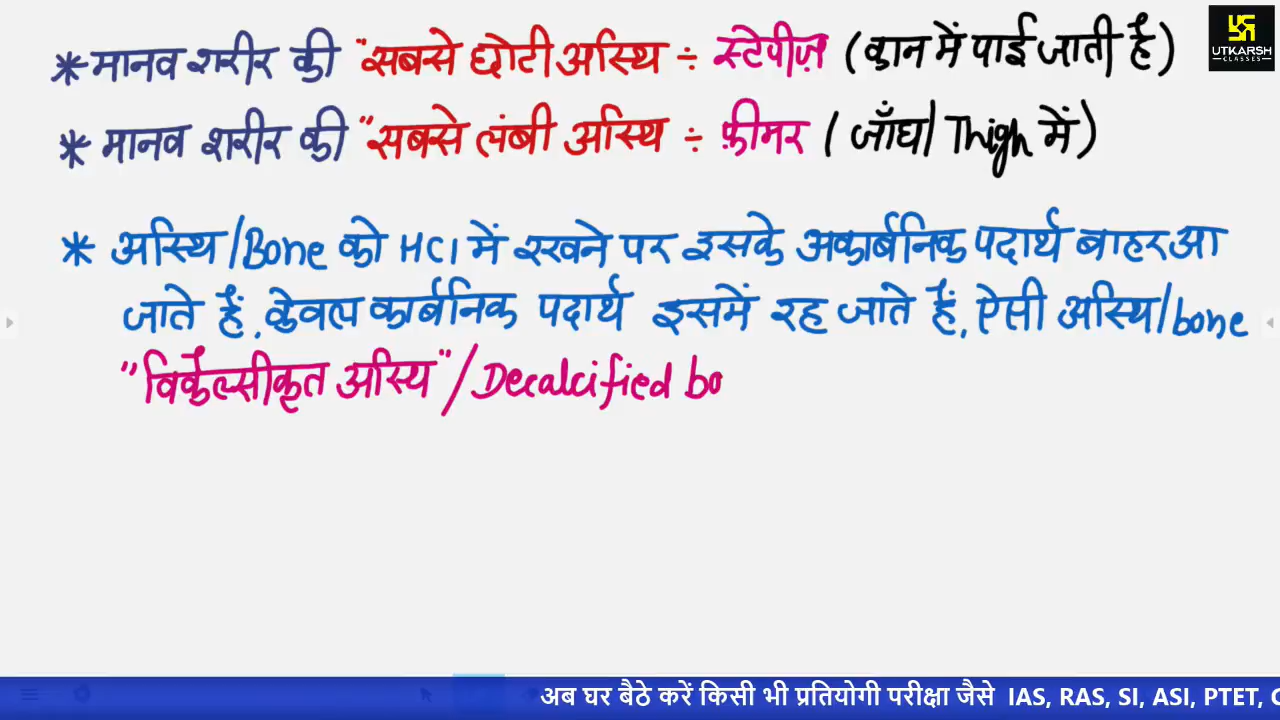 * मानव शरीर की "सबसे छोटी अस्थि ÷ स्टेपीज़ (कान में पाई जाती है)
UTKARSH
CLASSES
* मानव शरीर की "सबसे लंबी अस्थि ÷ फ़ीमर (जाँघ/Thigh में)
* अस्थि/Bone को HCl में रखने पर इसके अकार्बनिक पदार्थ बाहर आ
जाते हैं, केवल कार्बनिक पदार्थ इसमें रह जाते हैं, ऐसी अस्थि/bone
"विकैल्सीकृत अस्थि"/Decalcified bo
अब घर बैठे करें किसी भी प्रतियोगी परीक्षा जैसे IAS, RAS, SI, ASI, PTET,